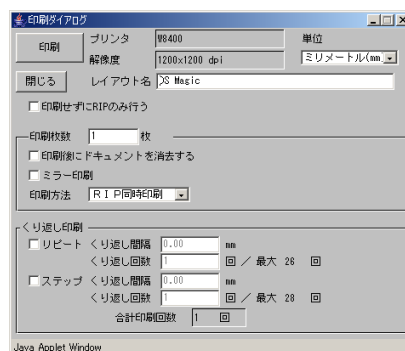 印刷ダイアログ
印刷 プリンタ W8400 単位
解像度 1200×1200 dpi ミリメートル(mm)
閉じる レイアウト名 OS Magic
印刷せずにRIPのみ行う
印刷枚数 1 枚
印刷後にドキュメントを消去する
ミラー印刷
印刷方法 RIP同時印刷
くり返し印刷
リピート くり返し間隔 0.00 mm
くり返し回数 1 回 / 最大 26 回
ステップ くり返し間隔 0.00 mm
くり返し回数 1 回 / 最大 28 回
合計印刷回数 1 回
Java Applet Window